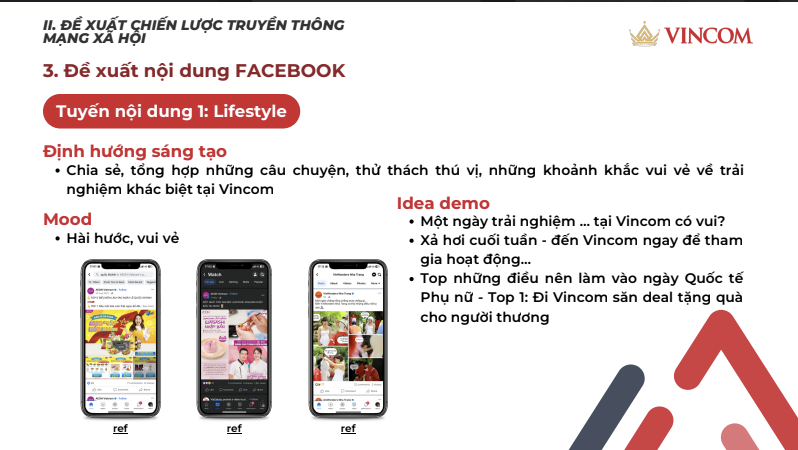 II. ĐỀ XUẤT CHIẾN LƯỢC TRUYỀN THÔNG
MẠNG XÃ HỘI
VINCOM
3. Đề xuất nội dung FACEBOOK
Tuyến nội dung 1: Lifestyle
Định hướng sáng tạo
• Chia sẻ, tổng hợp những câu chuyện, thử thách thú vị, những khoảnh khắc vui vẻ về trải
nghiệm khác biệt tại Vincom
Mood
• Hài hước, vui vẻ
Idea demo
• Một ngày trải nghiệm ... tại Vincom có vui?
• Xả hơi cuối tuần - đến Vincom ngay để tham
gia hoạt động...
• Top những điều nên làm vào ngày Quốc tế
Phụ nữ - Top 1: Đi Vincom săn deal tặng quà
cho người thương
Watch
ref
ref
ref